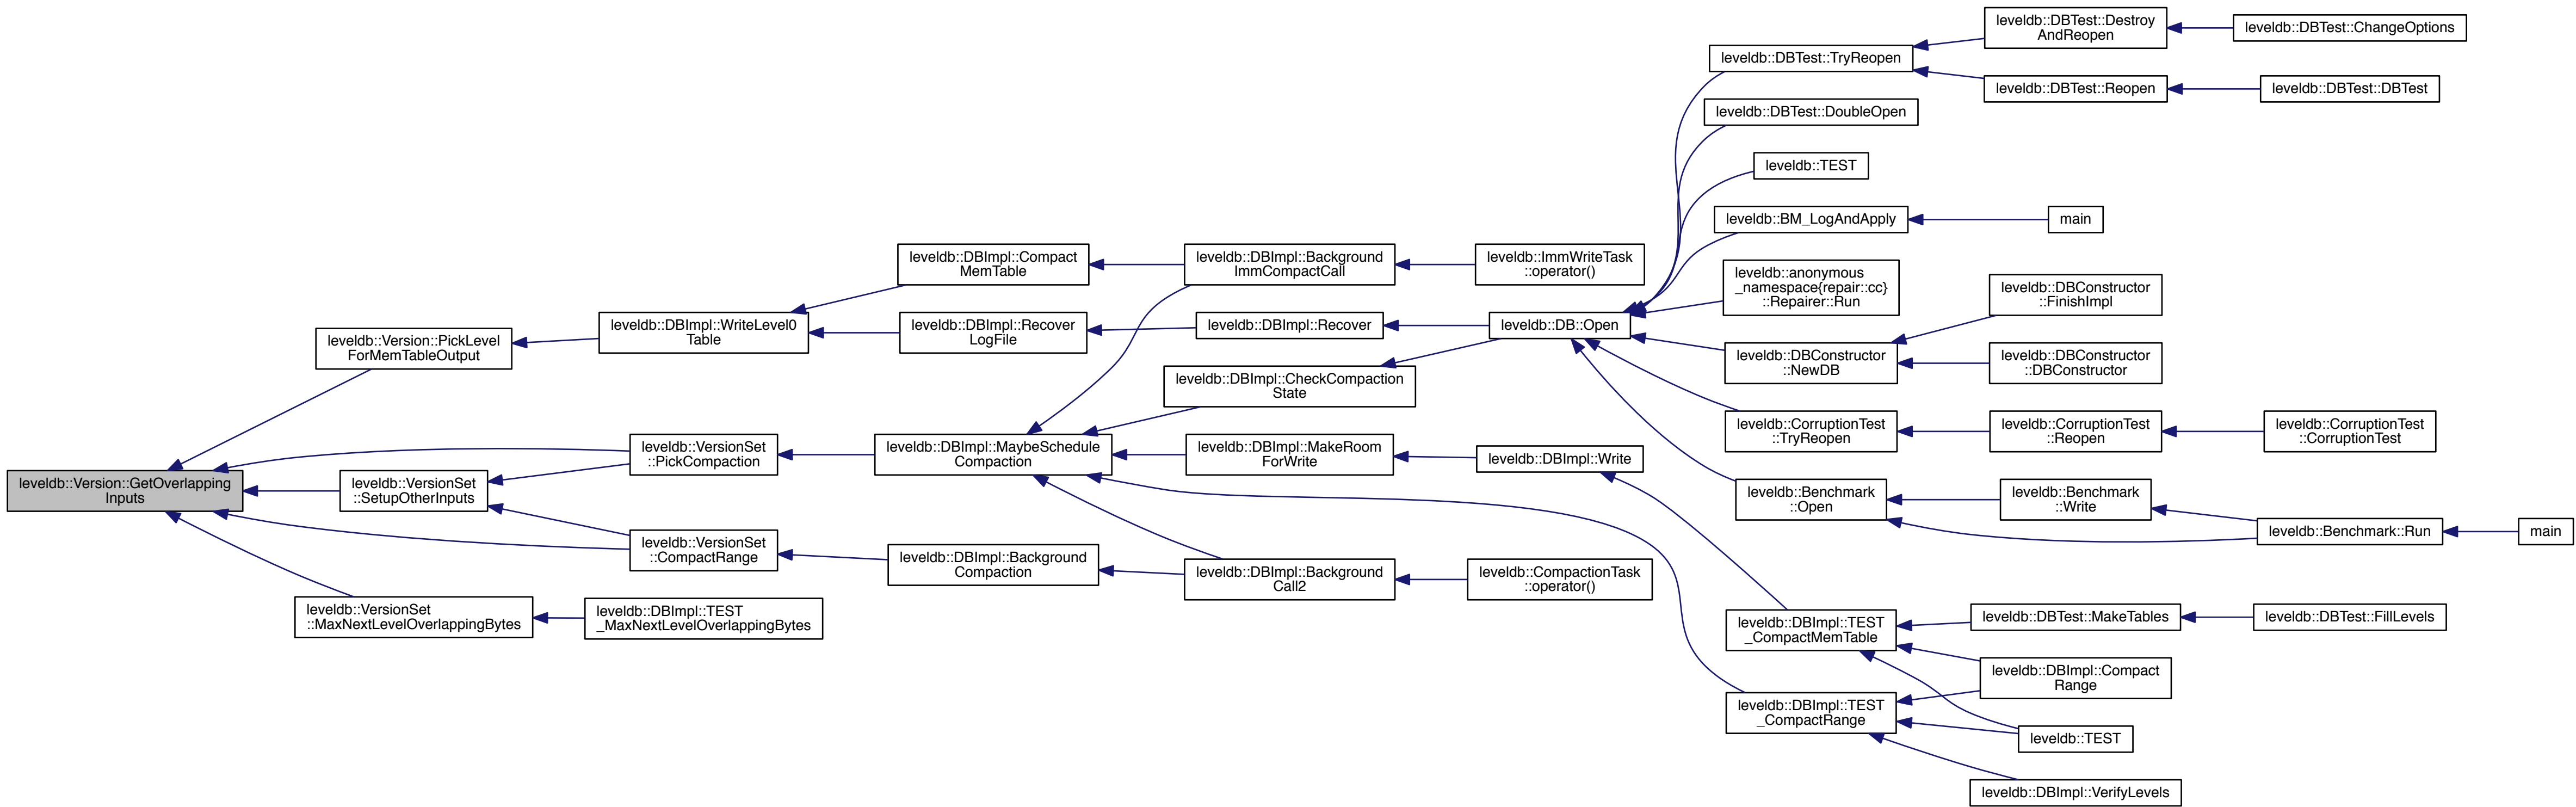 leveldb::Version::GetOverlapping
Inputs
leveldb::Version::PickLevel
ForMemTableOutput
leveldb::VersionSet
::SetupOtherInputs
leveldb::VersionSet
::MaxNextLevelOverlappingBytes
leveldb::DBImpl::WriteLevel0
Table
leveldb::VersionSet
::PickCompaction
leveldb::VersionSet
::CompactRange
leveldb::DBImpl::TEST
_MaxNextLevelOverlappingBytes
leveldb::DBImpl::Compact
MemTable
leveldb::DBImpl::Recover
LogFile
leveldb::DBImpl::MaybeSchedule
Compaction
leveldb::DBImpl::Background
Compaction
leveldb::DBImpl::Background
ImmCompactCall
leveldb::DBImpl::Recover
leveldb::DBImpl::CheckCompaction
State
leveldb::DBImpl::MakeRoom
ForWrite
leveldb::DBImpl::Background
Call2
leveldb::ImmWriteTask
::operator()
leveldb::DB::Open
leveldb::DBImpl::Write
leveldb::CompactionTask
::operator()
leveldb::DBTest::TryReopen
leveldb::DBTest::DoubleOpen
leveldb::TEST
leveldb::BM_LogAndApply
leveldb::anonymous
_namespace{repair::cc}
::Repairer::Run
leveldb::DBConstructor
::NewDB
leveldb::CorruptionTest
::TryReopen
leveldb::Benchmark
::Open
leveldb::DBImpl::TEST
_CompactMemTable
leveldb::DBImpl::TEST
_CompactRange
leveldb::DBTest::Destroy
AndReopen
leveldb::DBTest::Reopen
main
leveldb::DBConstructor
::FinishImpl
leveldb::DBConstructor
::DBConstructor
leveldb::CorruptionTest
::Reopen
leveldb::Benchmark
::Write
leveldb::DBTest::MakeTables
leveldb::DBImpl::Compact
Range
leveldb::TEST
leveldb::DBImpl::VerifyLevels
leveldb::DBTest::ChangeOptions
leveldb::DBTest::DBTest
leveldb::CorruptionTest
::CorruptionTest
leveldb::Benchmark::Run
leveldb::DBTest::FillLevels
main